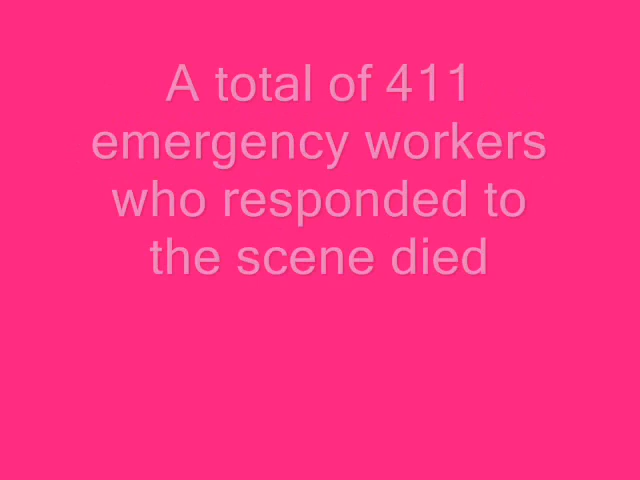 A total of 411
emergency workers
who responded to
the scene died